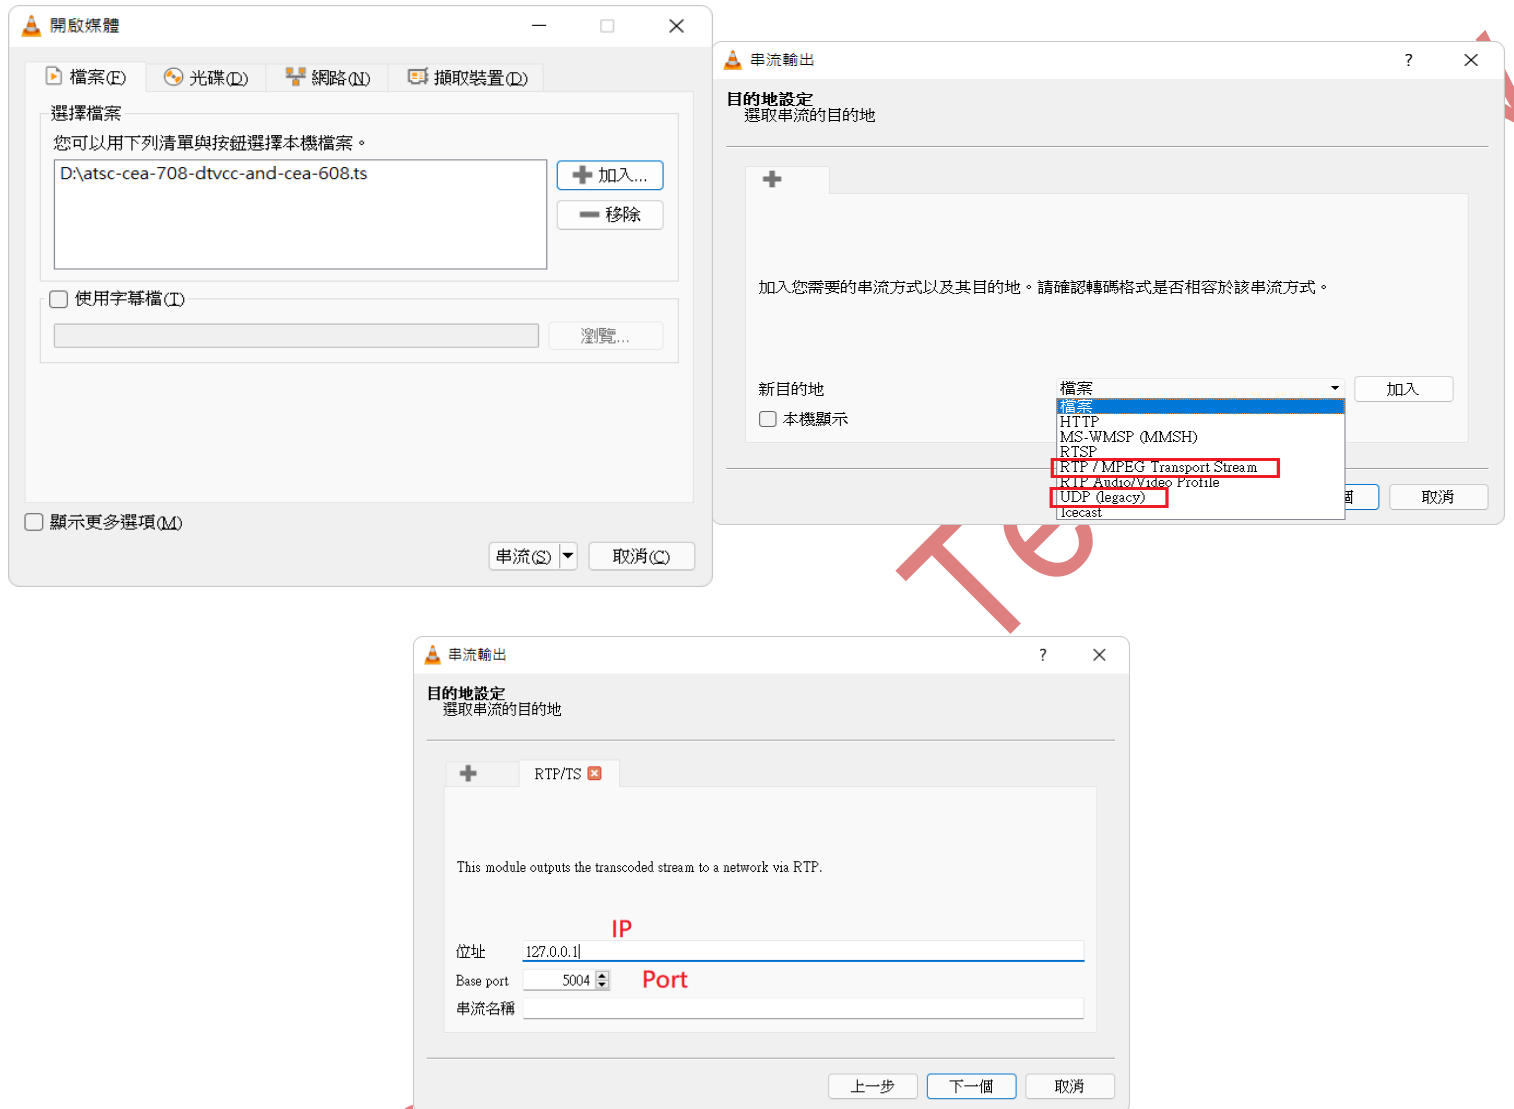 開啟媒體
檔案(F)
光碟(D)
網路(N)
擷取裝置(D)
選擇檔案
您可以用下列清單與按鈕選擇本機檔案。
D:\atsc-cea-708-dtvcc-and-cea-608.ts
加入...
移除
使用字幕檔(T)
瀏覽...
顯示更多選項(M)
串流(S)
取消(C)
串流輸出
?
目的地設定
選取串流的目的地
加入您需要的串流方式以及其目的地。請確認轉碼格式是否相容於該串流方式。
新目的地
檔案
加入
本機顯示
檔案
HTTP
MS-WMSP (MMSH)
RTSP
RTP / MPEG Transport Stream
RTP Audio/Video Profile
UDP (legacy)
Icecast
個
取消
Te
串流輸出
?
目的地設定
選取串流的目的地
RTP/TS
This module outputs the transcoded stream to a network via RTP.
IP
位址
127.0.0.1
Base port
5004
Port
串流名稱
上一步
下一個
取消